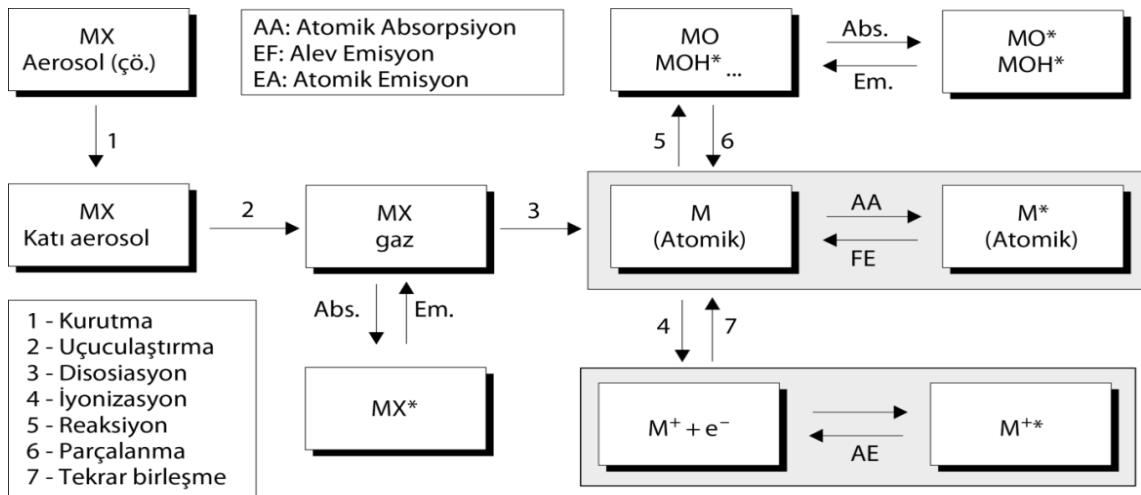 MX
Aerosol (çö.)
AA: Atomik Absorpsiyon
EF: Alev Emisyon
EA: Atomik Emisyon
MO
MOH* ...
Abs.
Em.
MO*
MOH*
1
5
6
MX
Katı aerosol
2
MX
gaz
3
M
(Atomik)
AA
FE
M*
(Atomik)
Abs.
Em.
4
7
1 - Kurutma
2 - Uçuculaştırma
3 - Disosiasyon
4 - İyonizasyon
5 - Reaksiyon
6 - Parçalanma
7 - Tekrar birleşme
MX*
M⁺ + e⁻
AE
M⁺*